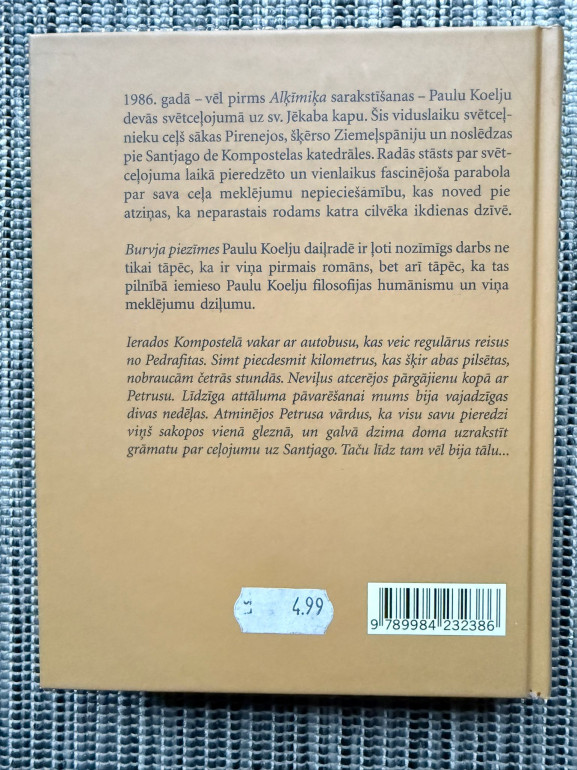 1986. gadā – vēl pirms Alķīmiķa sarakstīšanas – Paulu Koelju
devās svētceļojumā uz sv. Jēkaba kapu. Šis viduslaiku svētceļ-
nieku ceļš sākas Pirenejos, šķērso Ziemeļspāniju un noslēdzas
pie Santjago de Kompostelas katedrāles. Radās stāsts par svēt-
ceļojuma laikā pieredzēto un vienlaikus fascinējoša parabola
par sava ceļa meklējumu nepieciešamību, kas noved pie
atziņas, ka neparastais rodams katra cilvēka ikdienas dzīvē.
Burvja piezīmes Paulu Koelju daiļradē ir ļoti nozīmīgs darbs ne
tikai tāpēc, ka ir viņa pirmais romāns, bet arī tāpēc, ka tas
pilnībā iemieso Paulu Koelju filosofijas humānismu un viņa
meklējumu dziļumu.
Ierados Kompostelā vakar ar autobusu, kas veic regulārus reisus
no Pedrafitas. Simt piecdesmit kilometrus, kas šķir abas pilsētas,
nobraucām četrās stundās. Neviļus atcerējos pārgājienu kopā ar
Petrusu. Līdzīga attāluma pāvarēšanai mums bija vajadzīgas
divas nedēļas. Atminējos Petrusa vārdus, ka visu savu pieredzi
viņš sakopos vienā gleznā, un galvā dzima doma uzrakstīt
grāmatu par ceļojumu uz Santjago. Taču līdz tam vēl bija tālu...
4.99
9 789984 232386